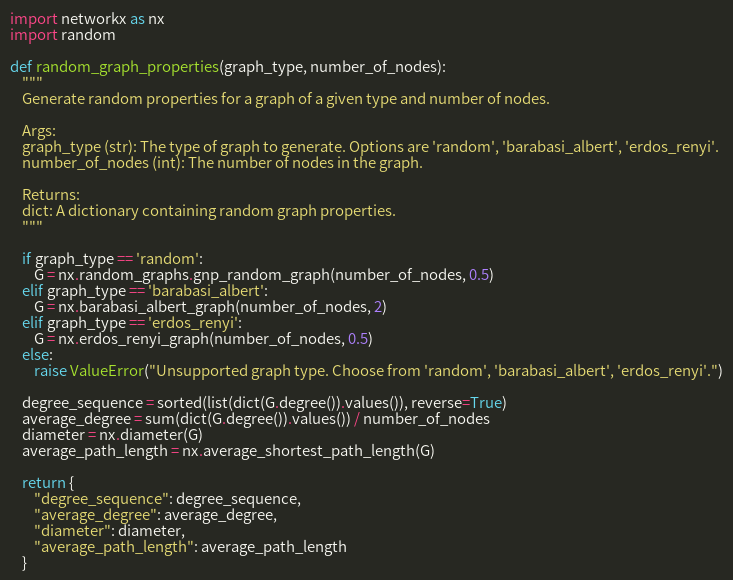 import networkx as nx
import random

def random_graph_properties(graph_type, number_of_nodes):
    """
    Generate random properties for a graph of a given type and number of nodes.

    Args:
    graph_type (str): The type of graph to generate. Options are 'random', 'barabasi_albert', 'erdos_renyi'.
    number_of_nodes (int): The number of nodes in the graph.

    Returns:
    dict: A dictionary containing random graph properties.
    """

    if graph_type == 'random':
        G = nx.random_graphs.gnp_random_graph(number_of_nodes, 0.5)
    elif graph_type == 'barabasi_albert':
        G = nx.barabasi_albert_graph(number_of_nodes, 2)
    elif graph_type == 'erdos_renyi':
        G = nx.erdos_renyi_graph(number_of_nodes, 0.5)
    else:
        raise ValueError("Unsupported graph type. Choose from 'random', 'barabasi_albert', 'erdos_renyi'.")

    degree_sequence = sorted(list(dict(G.degree()).values()), reverse=True)
    average_degree = sum(dict(G.degree()).values()) / number_of_nodes
    diameter = nx.diameter(G)
    average_path_length = nx.average_shortest_path_length(G)

    return {
        "degree_sequence": degree_sequence,
        "average_degree": average_degree,
        "diameter": diameter,
        "average_path_length": average_path_length
    }